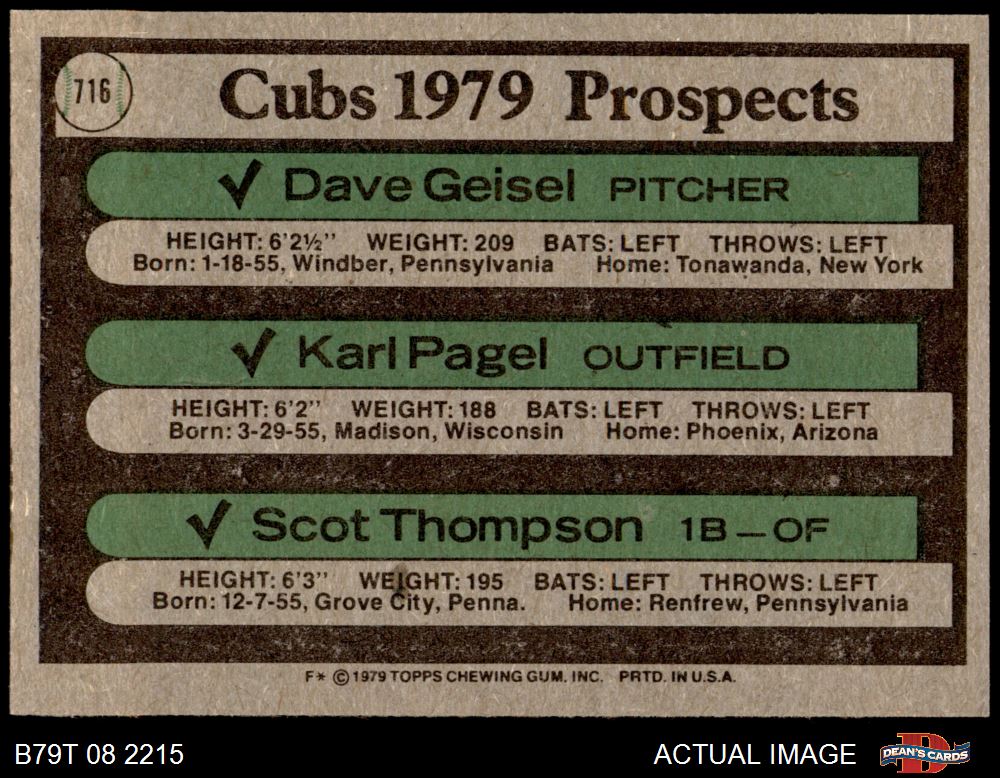 716
Cubs 1979 Prospects
✓ Dave Geisel PITCHER
HEIGHT: 6'2½" WEIGHT: 209 BATS: LEFT THROWS: LEFT
Born: 1-18-55, Windber, Pennsylvania Home: Tonawanda, New York
✓ Karl Pagel OUTFIELD
HEIGHT: 6'2" WEIGHT: 188 BATS: LEFT THROWS: LEFT
Born: 3-29-55, Madison, Wisconsin Home: Phoenix, Arizona
✓ Scot Thompson 1B—OF
HEIGHT: 6'3" WEIGHT: 195 BATS: LEFT THROWS: LEFT
Born: 12-7-55, Grove City, Penna. Home: Renfrew, Pennsylvania
F* © 1979 TOPPS CHEWING GUM, INC. PRTD. IN U.S.A.
B79T 08 2215 ACTUAL IMAGE D DEAN'S CARDS